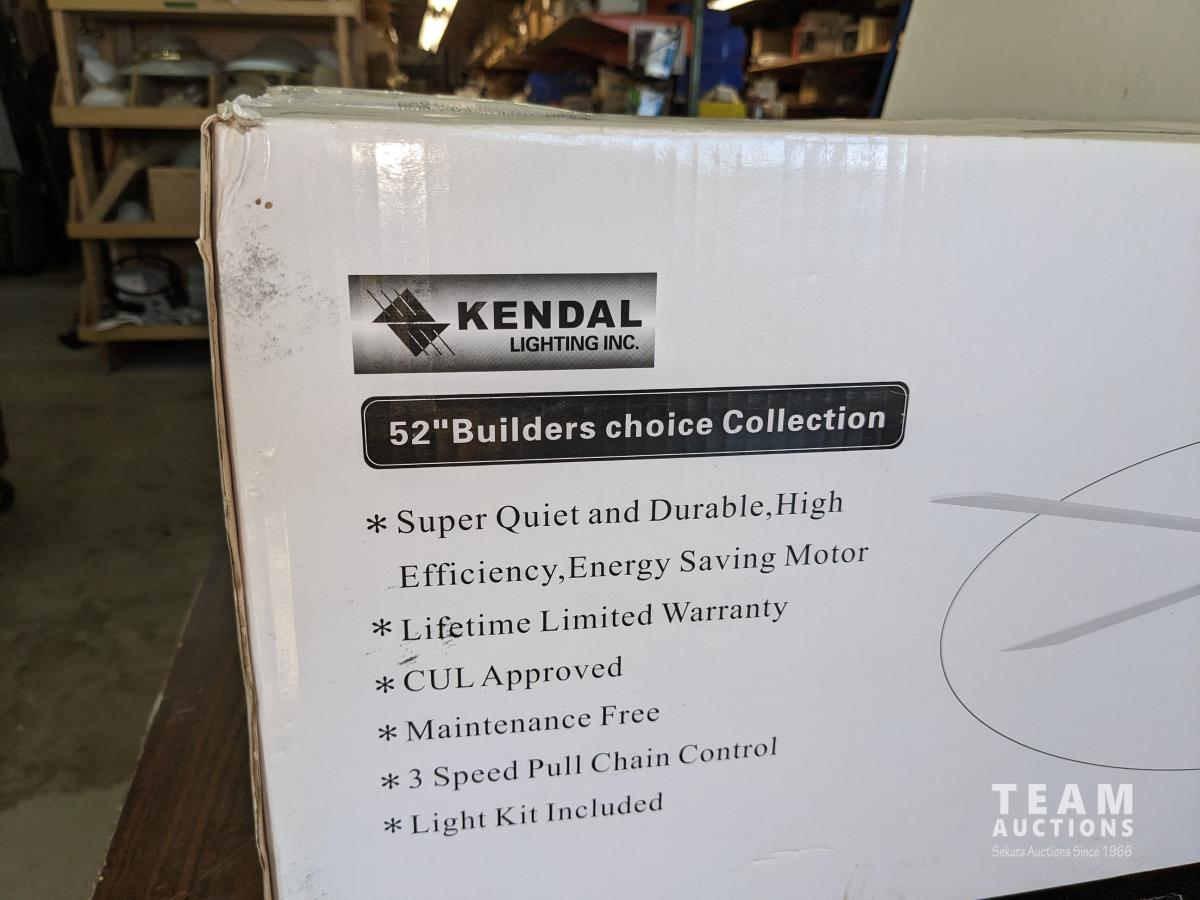 KENDAL
LIGHTING INC.
52"Builders choice Collection
* Super Quiet and Durable,High
Efficiency,Energy Saving Motor
* Lifetime Limited Warranty
* CUL Approved
* Maintenance Free
* 3 Speed Pull Chain Control
* Light Kit Included
TEAM
AUCTIONS
Sekura Auctions Since 1966